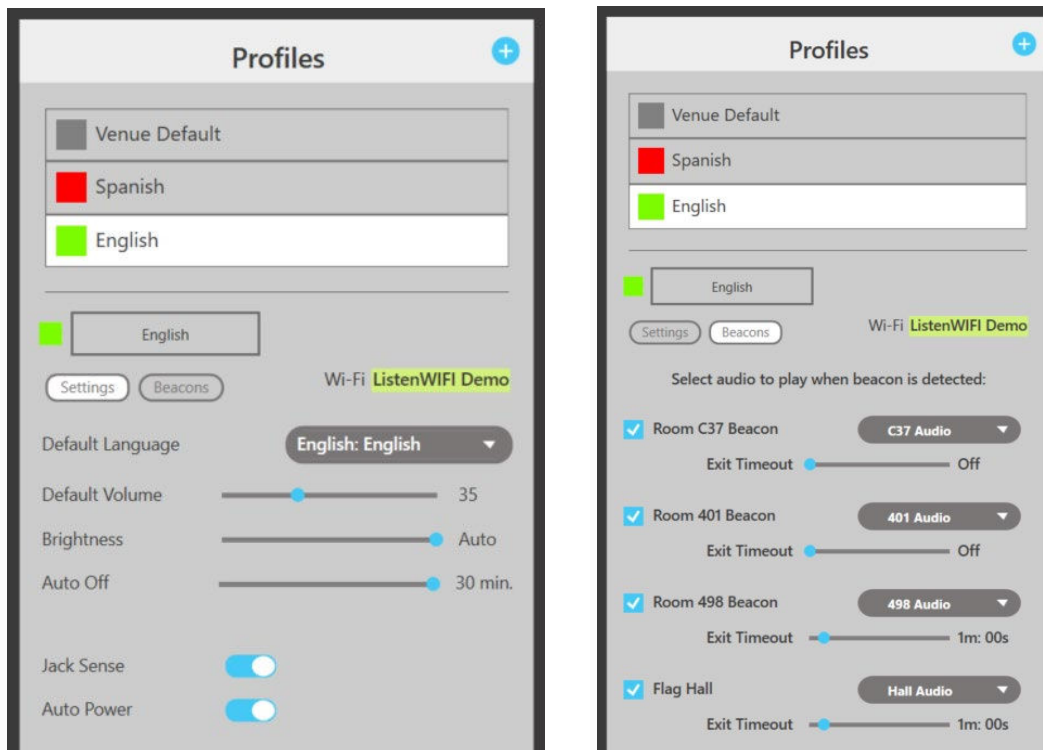 Profiles
Venue Default
Spanish
English
English
Wi-Fi ListenWIFI Demo
Settings Beacons
Default Language English: English
Default Volume 35
Brightness Auto
Auto Off 30 min.
Jack Sense
Auto Power
Profiles
Venue Default
Spanish
English
English
Wi-Fi ListenWIFI Demo
Settings Beacons
Select audio to play when beacon is detected:
Room C37 Beacon C37 Audio
Exit Timeout Off
Room 401 Beacon 401 Audio
Exit Timeout Off
Room 498 Beacon 498 Audio
Exit Timeout 1m: 00s
Flag Hall Hall Audio
Exit Timeout 1m: 00s